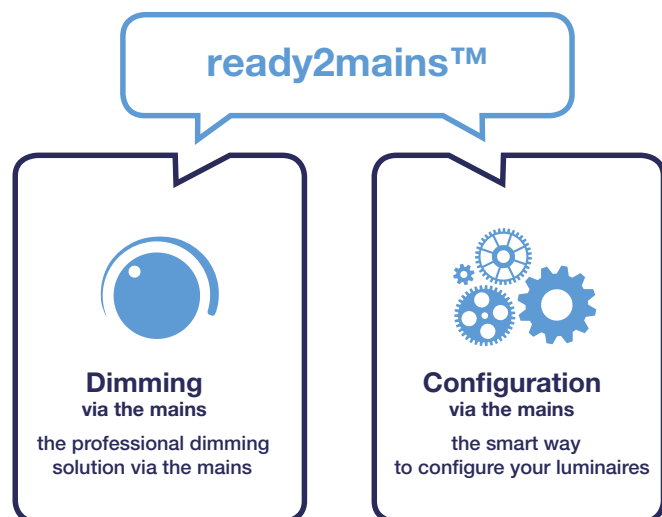 ready2mains™
Dimming
via the mains
the professional dimming
solution via the mains
Configuration
via the mains
the smart way
to configure your luminaires